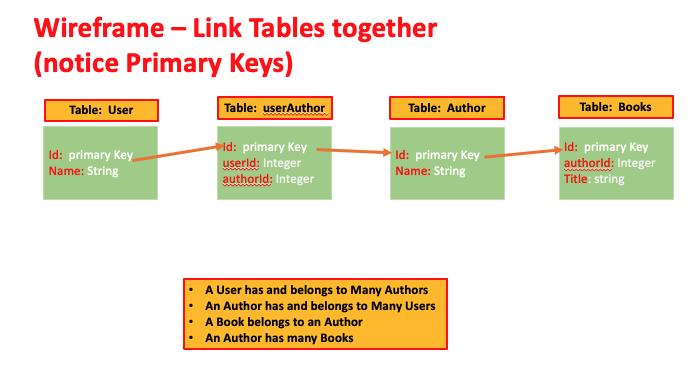 Wireframe – Link Tables together
(notice Primary Keys)
Table: User
Id: primary Key
Name: String
Table: userAuthor
Id: primary Key
userId: Integer
authorId: Integer
Table: Author
Id: primary Key
Name: String
Table: Books
Id: primary Key
authorId: Integer
Title: string
• A User has and belongs to Many Authors
• An Author has and belongs to Many Users
• A Book belongs to an Author
• An Author has many Books